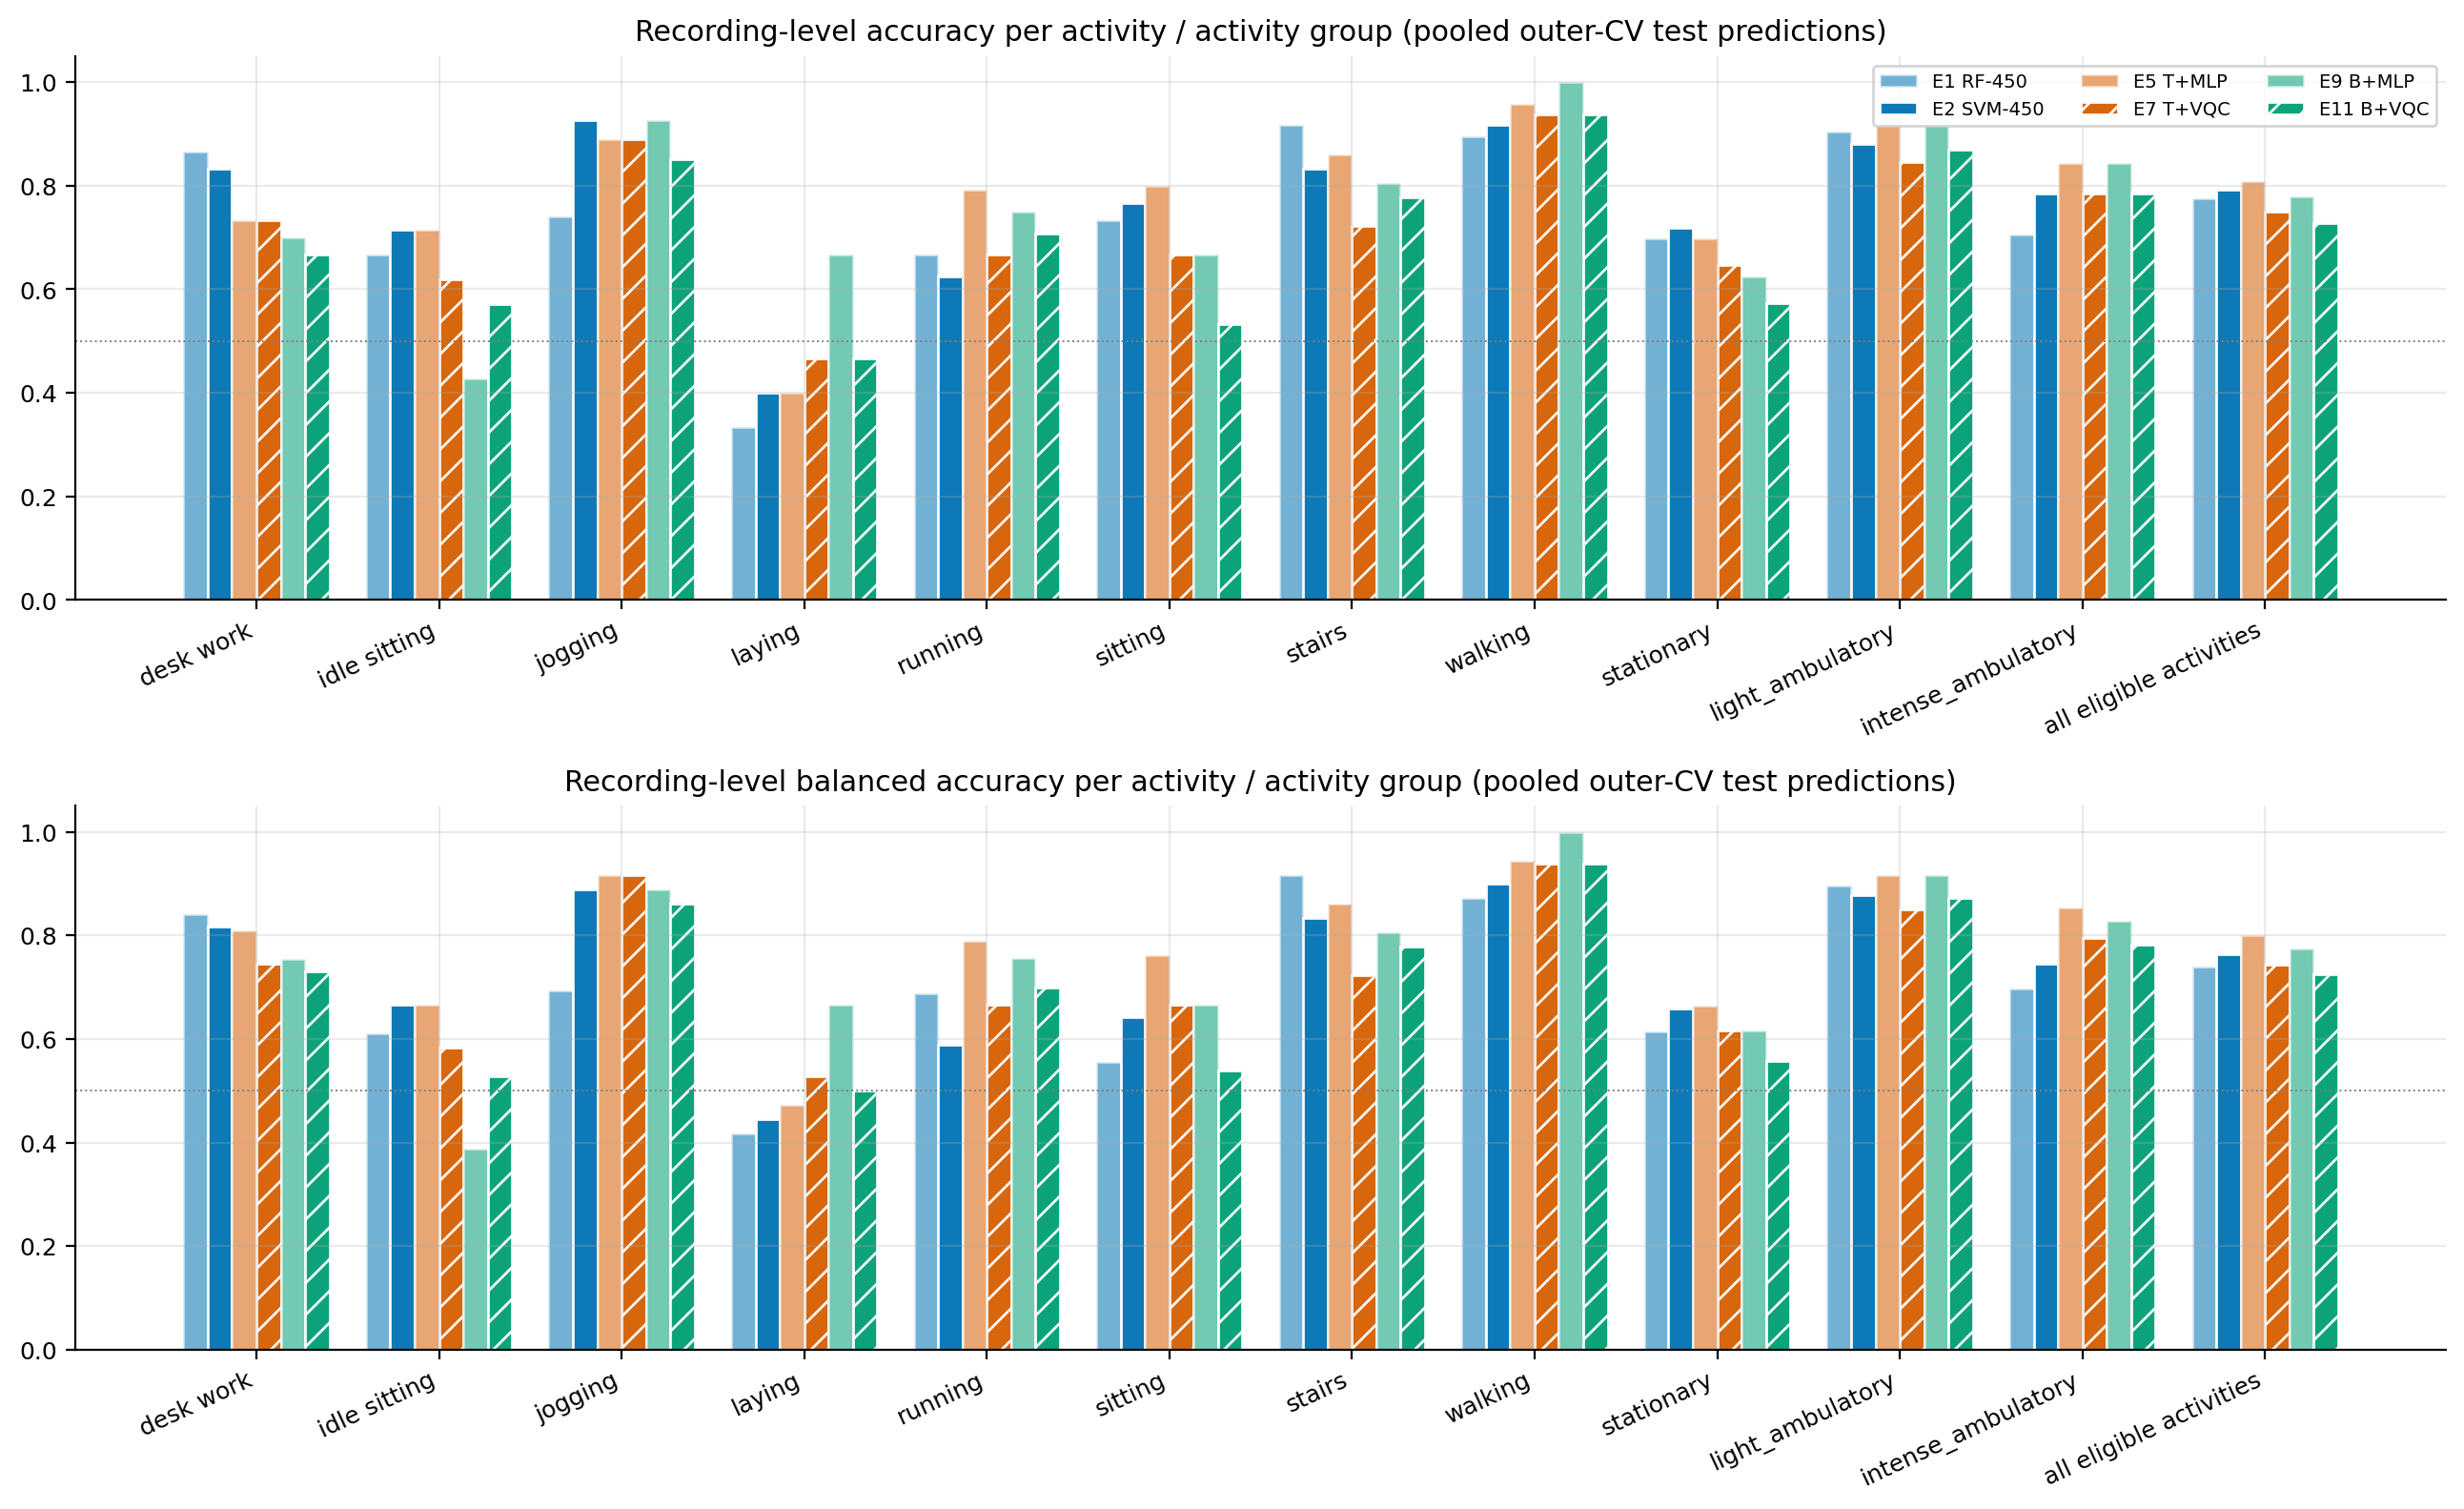 Recording-level accuracy per activity / activity group (pooled outer-CV test predictions)
E1 RF-450 E5 T+MLP E9 B+MLP
E2 SVM-450 E7 T+VQC E11 B+VQC
1.0
0.8
0.6
0.4
0.2
0.0
desk work idle sitting jogging laying running sitting stairs walking stationary light_ambulatory intense_ambulatory all eligible activities
Recording-level balanced accuracy per activity / activity group (pooled outer-CV test predictions)
1.0
0.8
0.6
0.4
0.2
0.0
desk work idle sitting jogging laying running sitting stairs walking stationary light_ambulatory intense_ambulatory all eligible activities